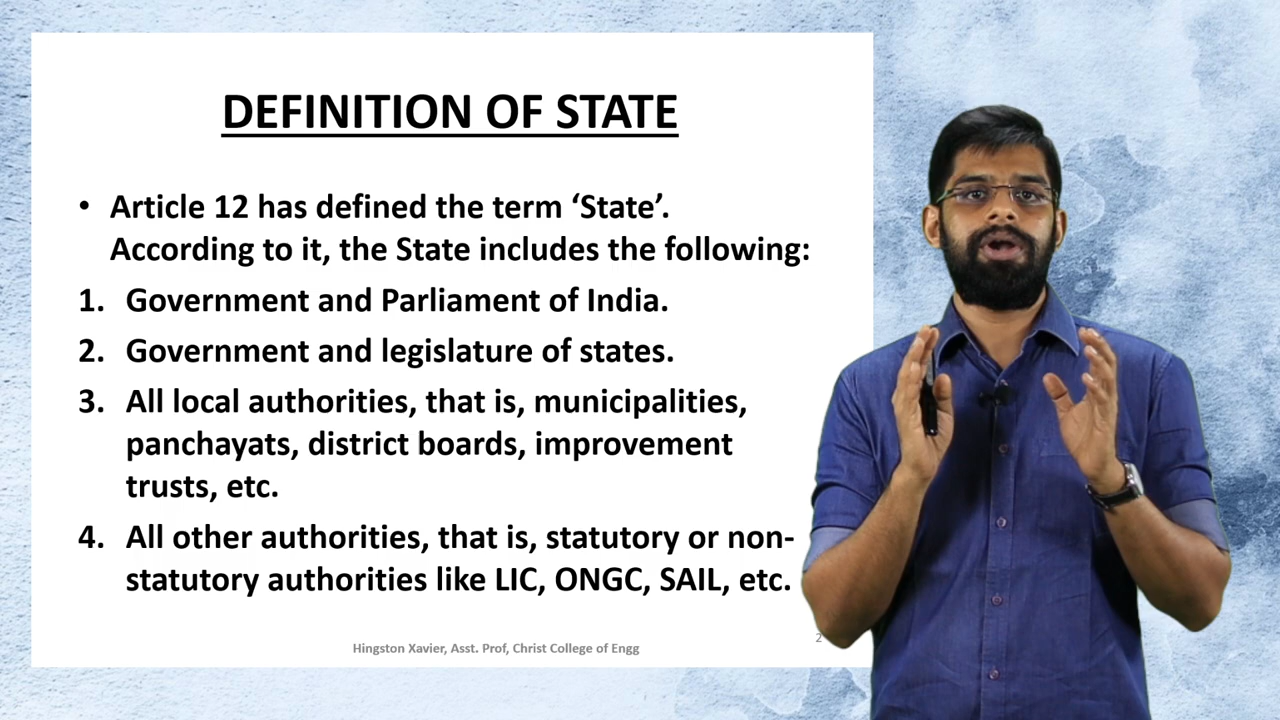 DEFINITION OF STATE
• Article 12 has defined the term ‘State’.
According to it, the State includes the following:
1. Government and Parliament of India.
2. Government and legislature of states.
3. All local authorities, that is, municipalities,
panchayats, district boards, improvement
trusts, etc.
4. All other authorities, that is, statutory or non-
statutory authorities like LIC, ONGC, SAIL, etc.
Hingston Xavier, Asst. Prof, Christ College of Engg
2